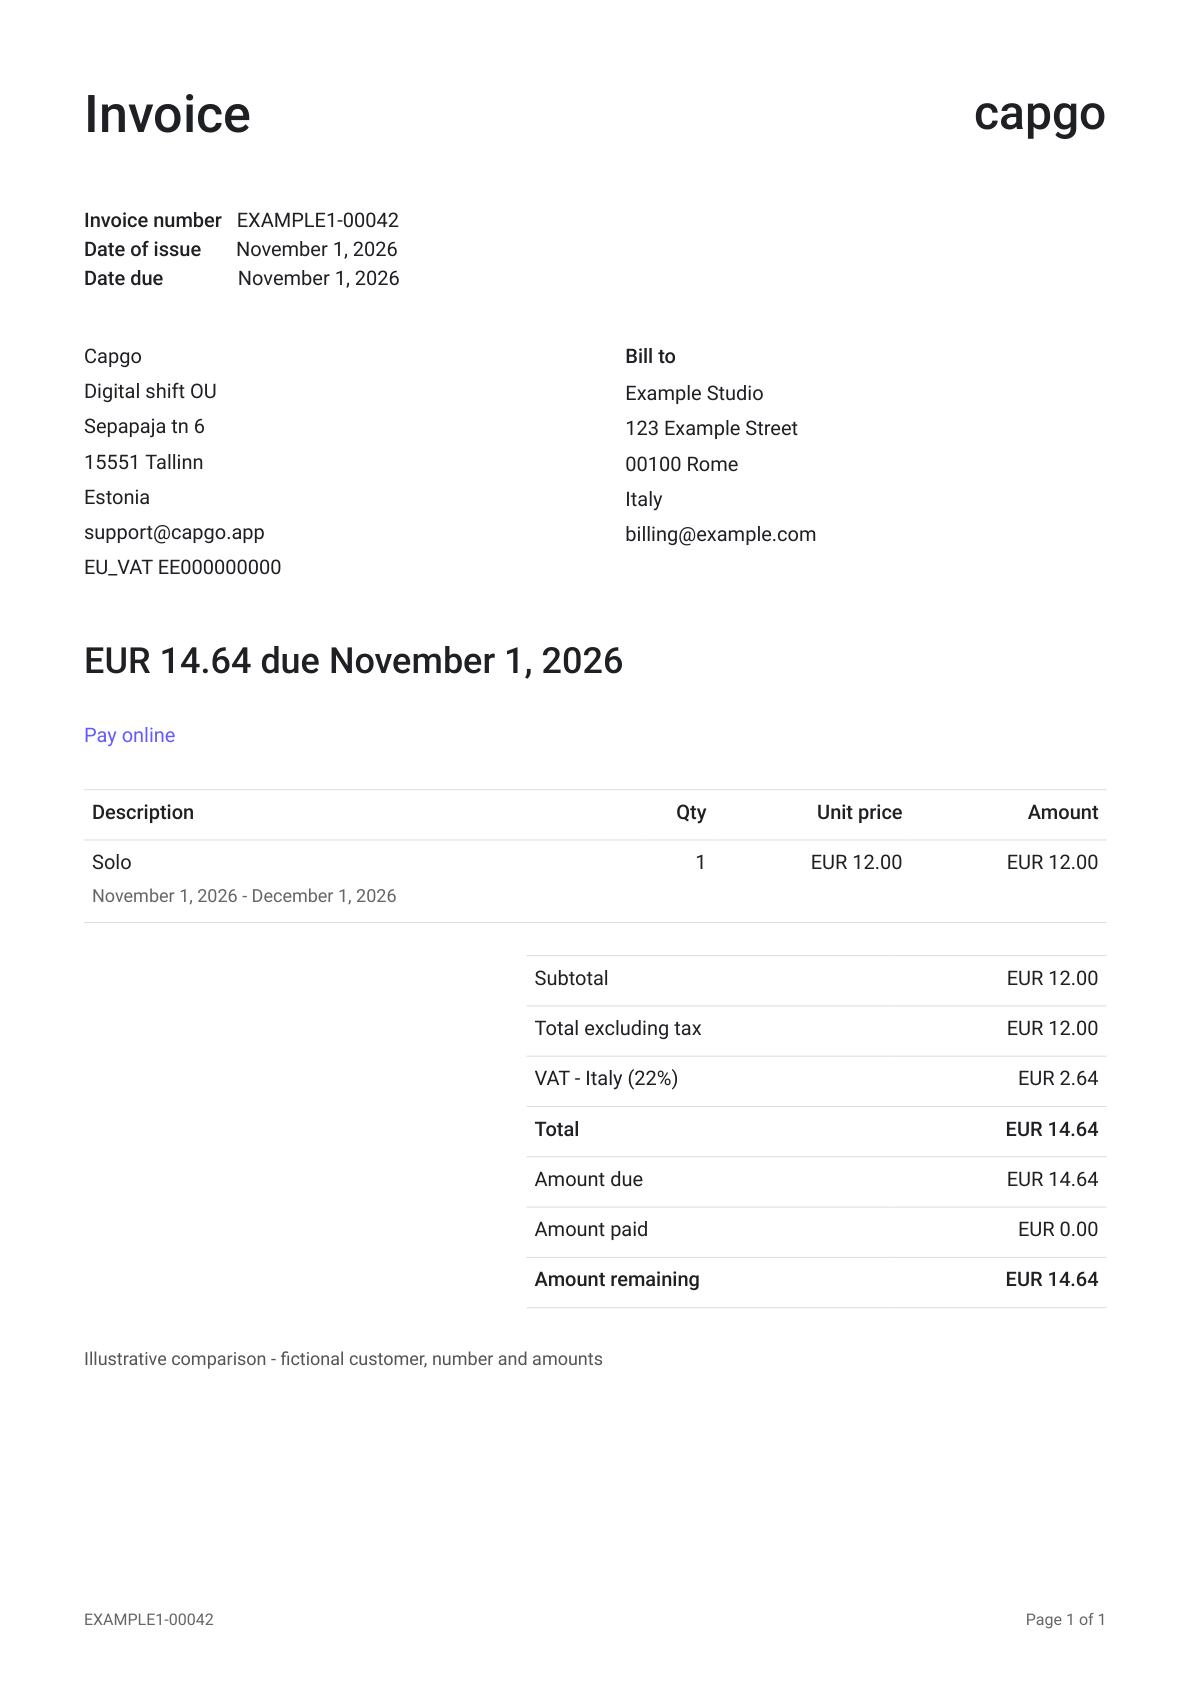 Invoice
capgo
Invoice number EXAMPLE1-00042
Date of issue November 1, 2026
Date due November 1, 2026
Capgo
Digital shift OU
Sepapaja tn 6
15551 Tallinn
Estonia
support@capgo.app
EU_VAT EE000000000
Bill to
Example Studio
123 Example Street
00100 Rome
Italy
billing@example.com
EUR 14.64 due November 1, 2026
Pay online
Description Qty Unit price Amount
Solo 1 EUR 12.00 EUR 12.00
November 1, 2026 - December 1, 2026
Subtotal EUR 12.00
Total excluding tax EUR 12.00
VAT - Italy (22%) EUR 2.64
Total EUR 14.64
Amount due EUR 14.64
Amount paid EUR 0.00
Amount remaining EUR 14.64
Illustrative comparison - fictional customer, number and amounts
EXAMPLE1-00042 Page 1 of 1